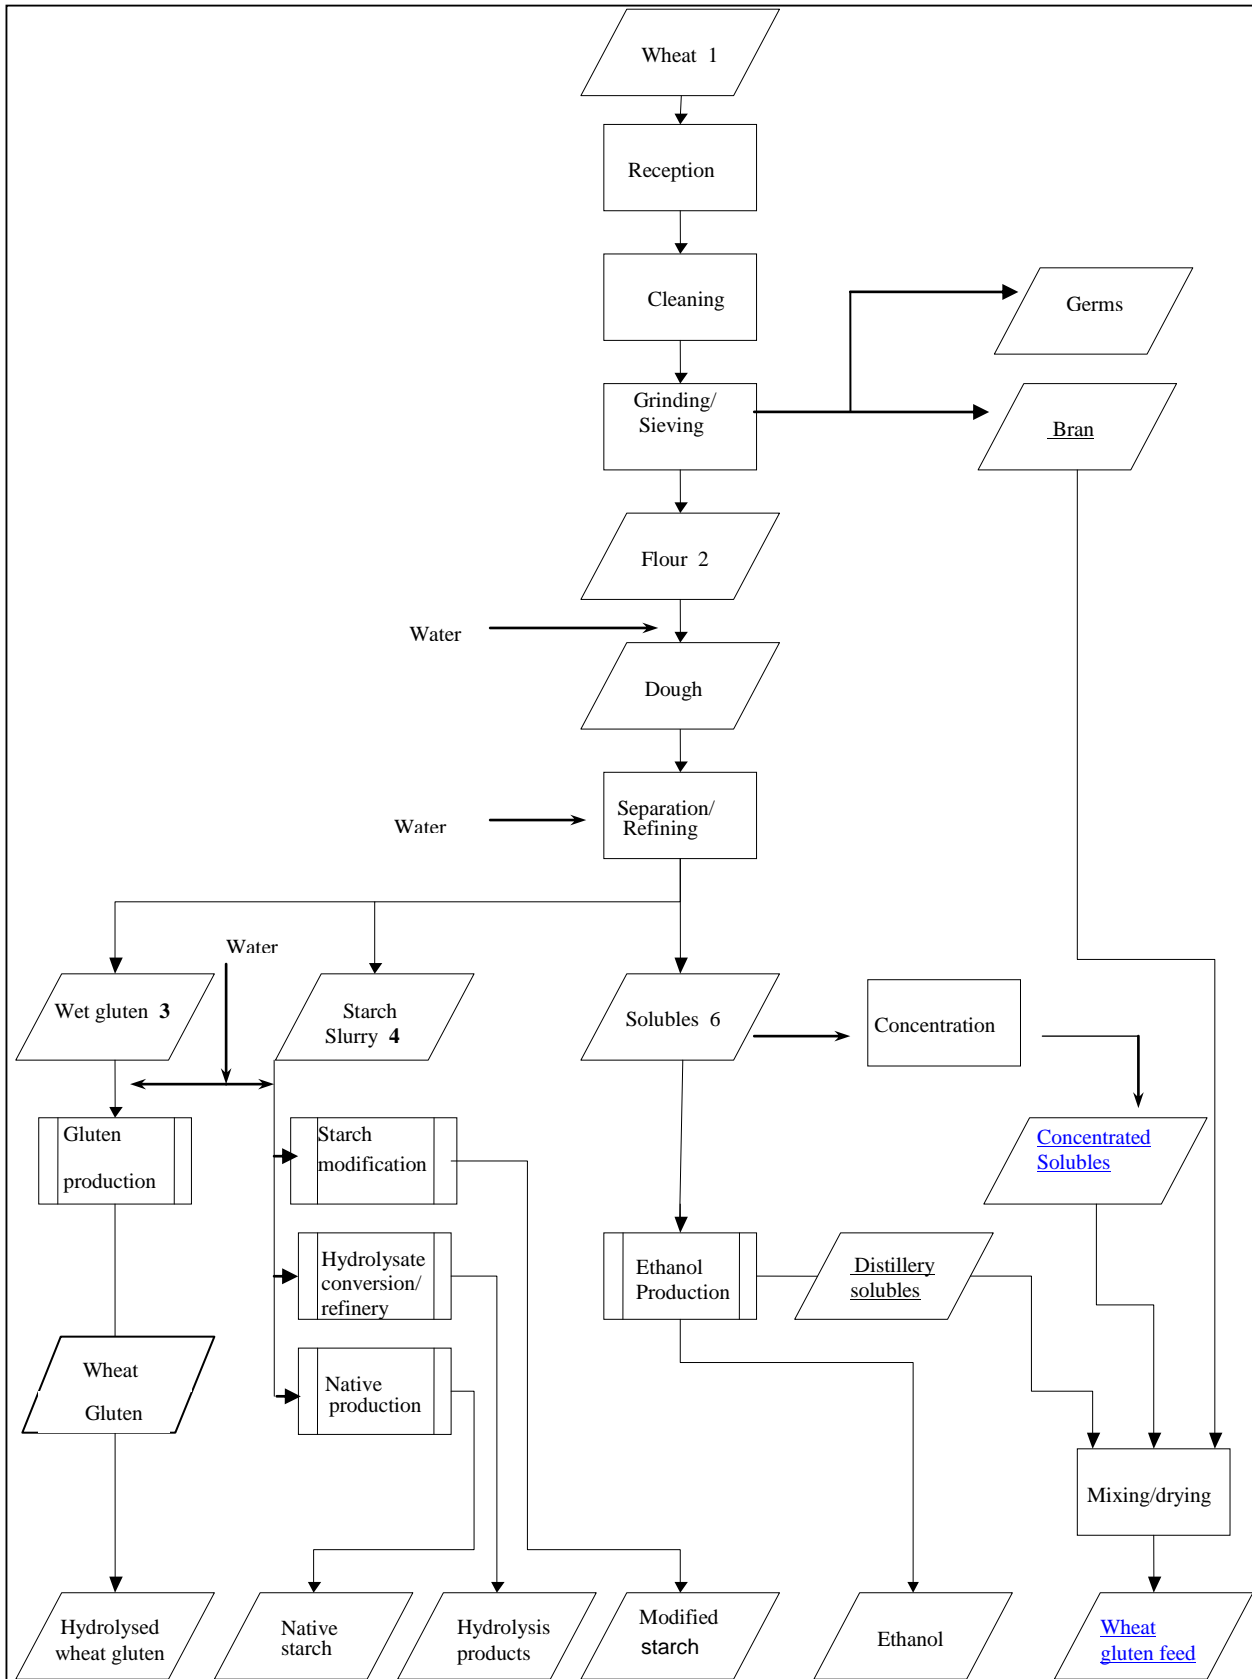 Wheat 1
Reception
Cleaning
Germs
Grinding/
Sieving
Bran
Flour 2
Water
Dough
Separation/
Refining
Water
Water
Wet gluten 3
Starch
Slurry 4
Solubles 6
Concentration
Gluten
production
Starch
modification
Concentrated
Solubles
Hydrolysate
conversion/
refinery
Ethanol
Production
Distillery
solubles
Wheat
Gluten
Native
production
Mixing/drying
Hydrolysed
wheat gluten
Native
starch
Hydrolysis
products
Modified
starch
Ethanol
Wheat
gluten feed